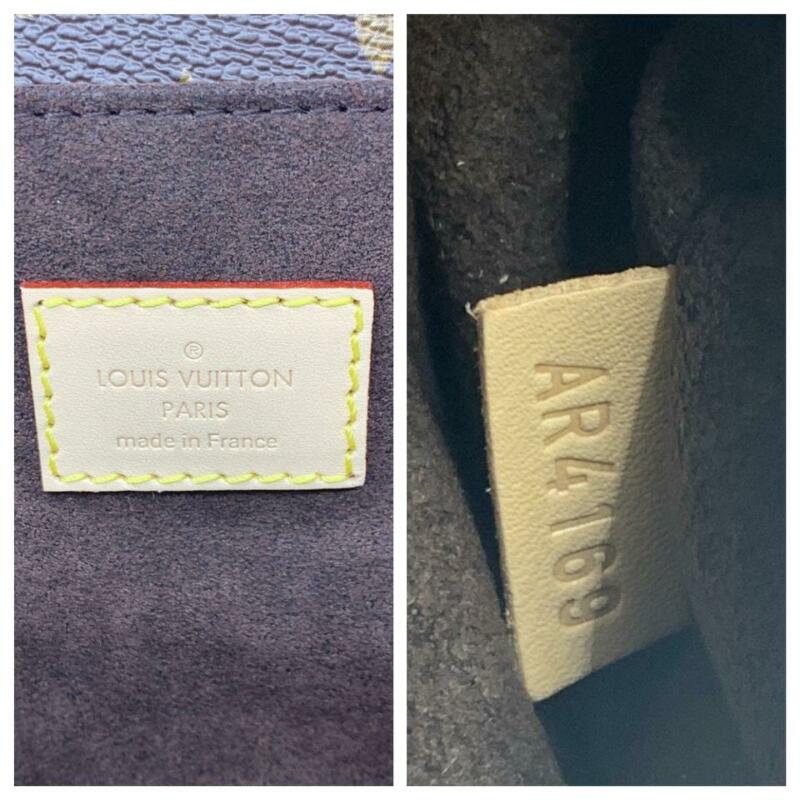 ®
LOUIS VUITTON
PARIS
made in France
AR4169